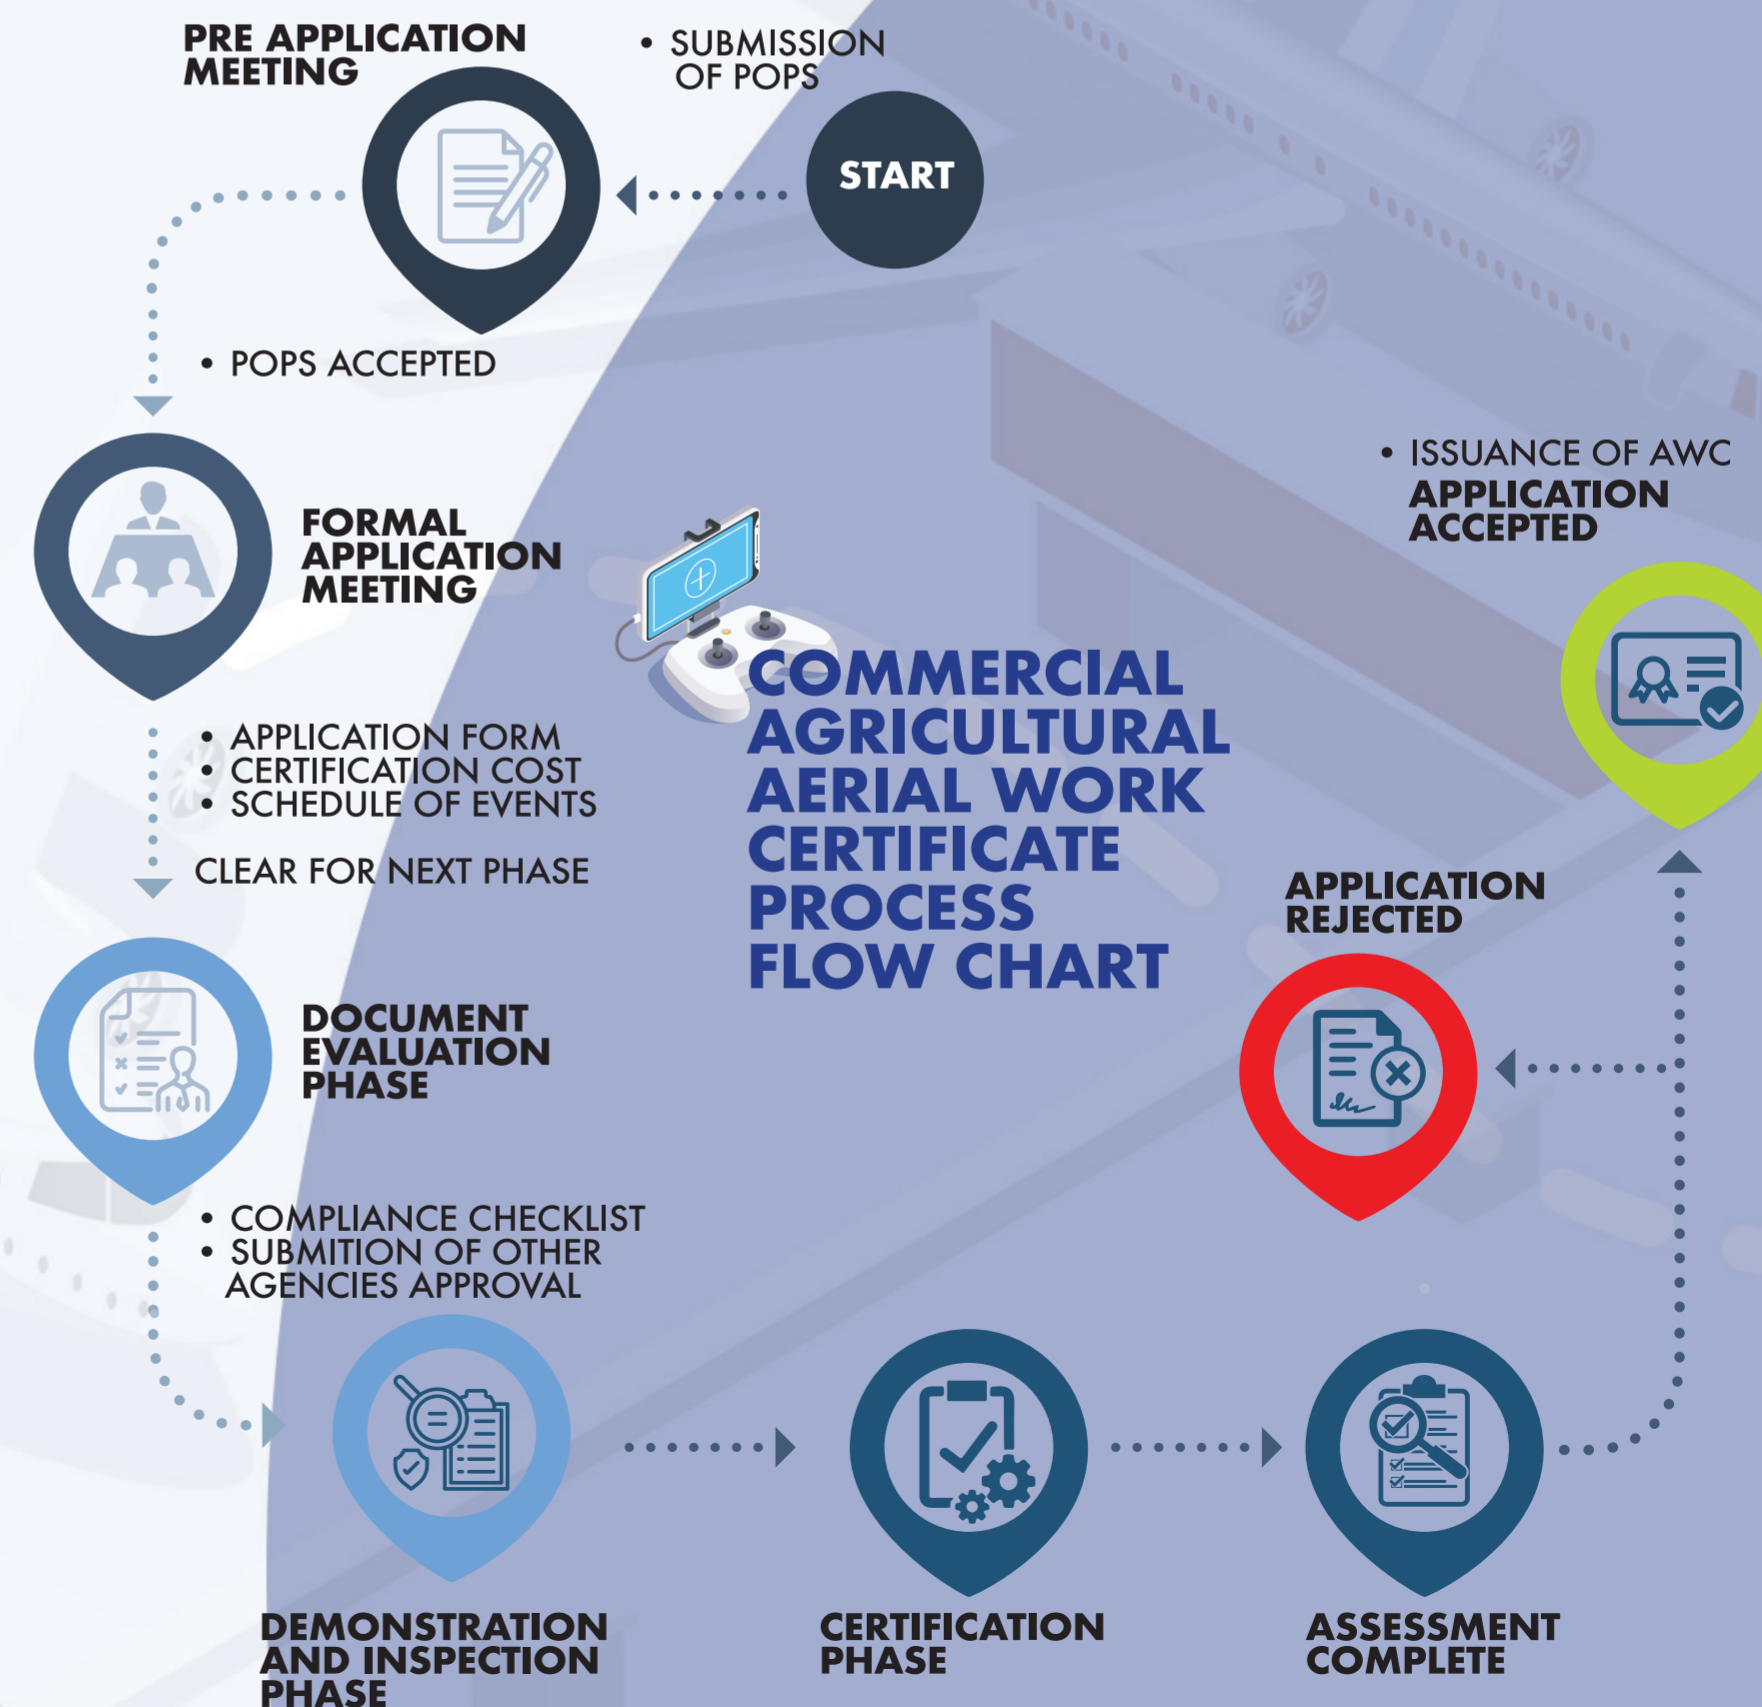 PRE APPLICATION
MEETING
• SUBMISSION
OF POPS
START
• POPS ACCEPTED
FORMAL
APPLICATION
MEETING
• APPLICATION FORM
• CERTIFICATION COST
• SCHEDULE OF EVENTS
CLEAR FOR NEXT PHASE
COMMERCIAL
AGRICULTURAL
AERIAL WORK
CERTIFICATE
PROCESS
FLOW CHART
DOCUMENT
EVALUATION
PHASE
• COMPLIANCE CHECKLIST
• SUBMITION OF OTHER
AGENCIES APPROVAL
DEMONSTRATION
AND INSPECTION
PHASE
CERTIFICATION
PHASE
ASSESSMENT
COMPLETE
APPLICATION
REJECTED
• ISSUANCE OF AWC
APPLICATION
ACCEPTED